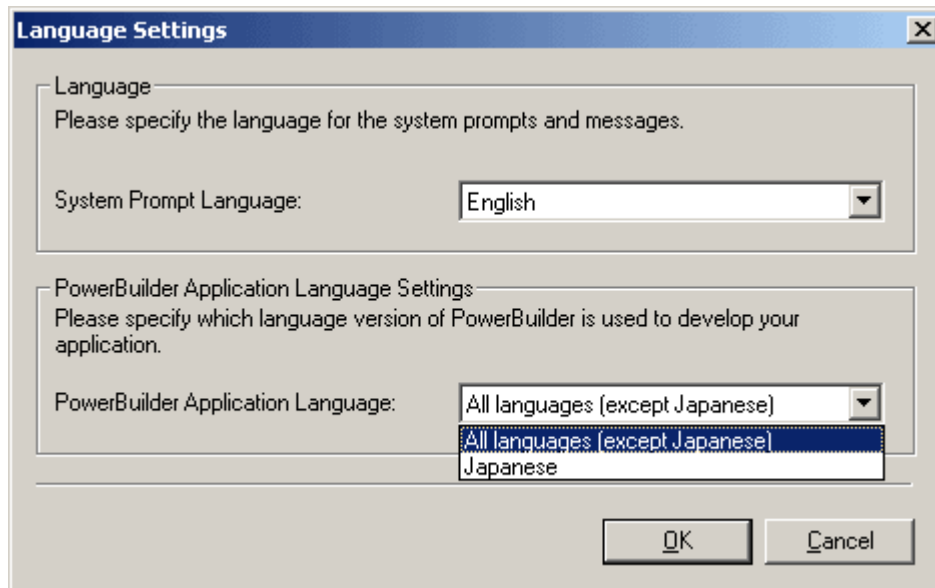 Language Settings
Language
Please specify the language for the system prompts and messages.
System Prompt Language:
English
PowerBuilder Application Language Settings
Please specify which language version of PowerBuilder is used to develop your
application.
PowerBuilder Application Language:
All languages (except Japanese)
All languages (except Japanese)
Japanese
OK
Cancel